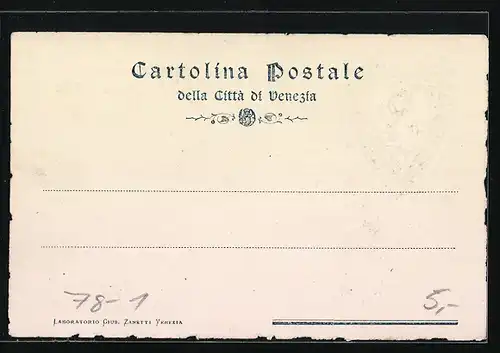 Cartolina Postale
della Città di Venezia
78-1
5,-
Laboratorio Gius. Zanetti Venezia